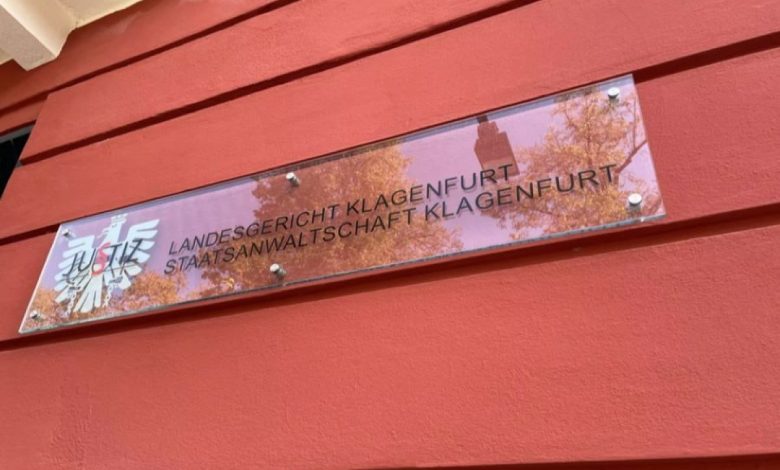 JUSTIZ
LANDESGERICHT KLAGENFURT
STAATSANWALTSCHAFT KLAGENFURT